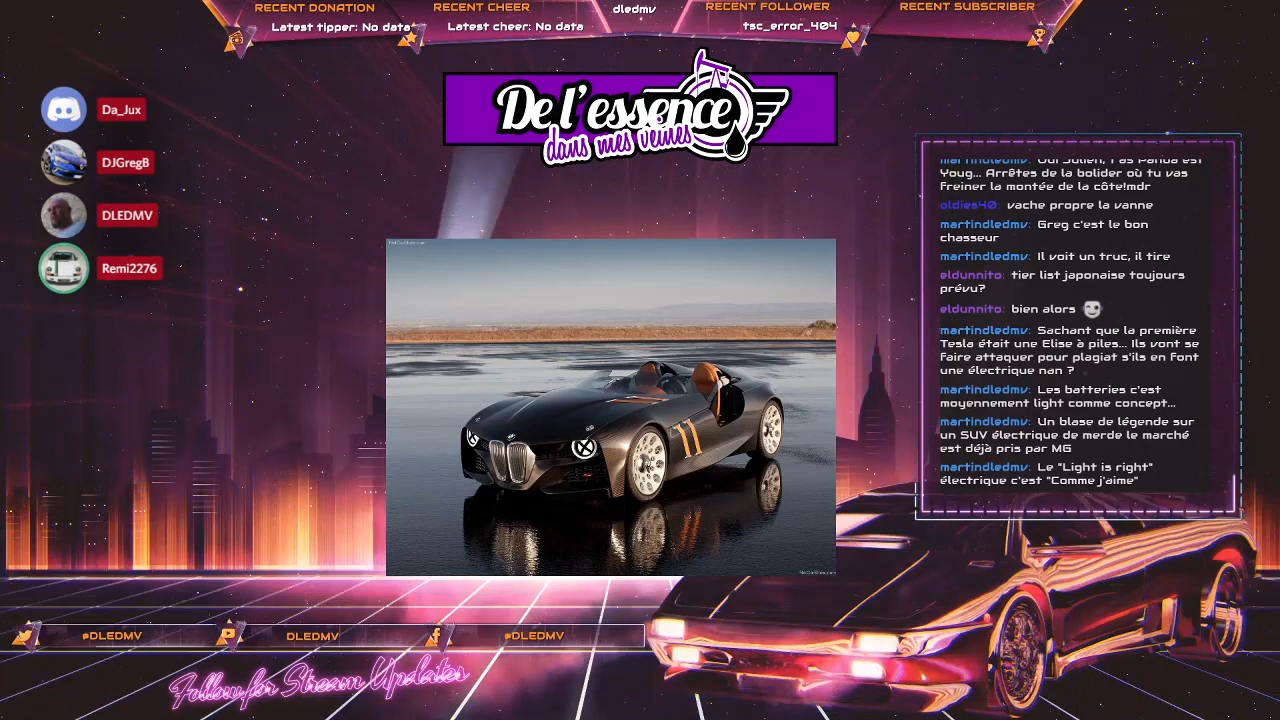 RECENT DONATION
RECENT CHEER
dledmv
RECENT FOLLOWER
RECENT SUBSCRIBER
Latest tipper: No data
Latest cheer: No data
tsc_error_404
De l'essence
dans mes veines
Da_Jux
DJGregB
DLEDMV
Remi2276
martindledmv: Oui Julien, t'as Panda est
Youg... Arrêtes de la bolider où tu vas
freiner la montée de la côte!mdr
oldies40: vache propre la vanne
martindledmv: Greg c'est le bon
chasseur
martindledmv: Il voit un truc, il tire
eldunnito: tier list japonaise toujours
prévu?
eldunnito: bien alors
martindledmv: Sachant que la première
Tesla était une Elise à piles... Ils vont se
faire attaquer pour plagiat s'ils en font
une électrique nan ?
martindledmv: Les batteries c'est
moyennement light comme concept...
martindledmv: Un blase de légende sur
un SUV électrique de merde le marché
est déjà pris par MG
martindledmv: Le "Light is right"
électrique c'est "Comme j'aime"
@DLEDMV
DLEDMV
@DLEDMV
Follow for Stream Updates